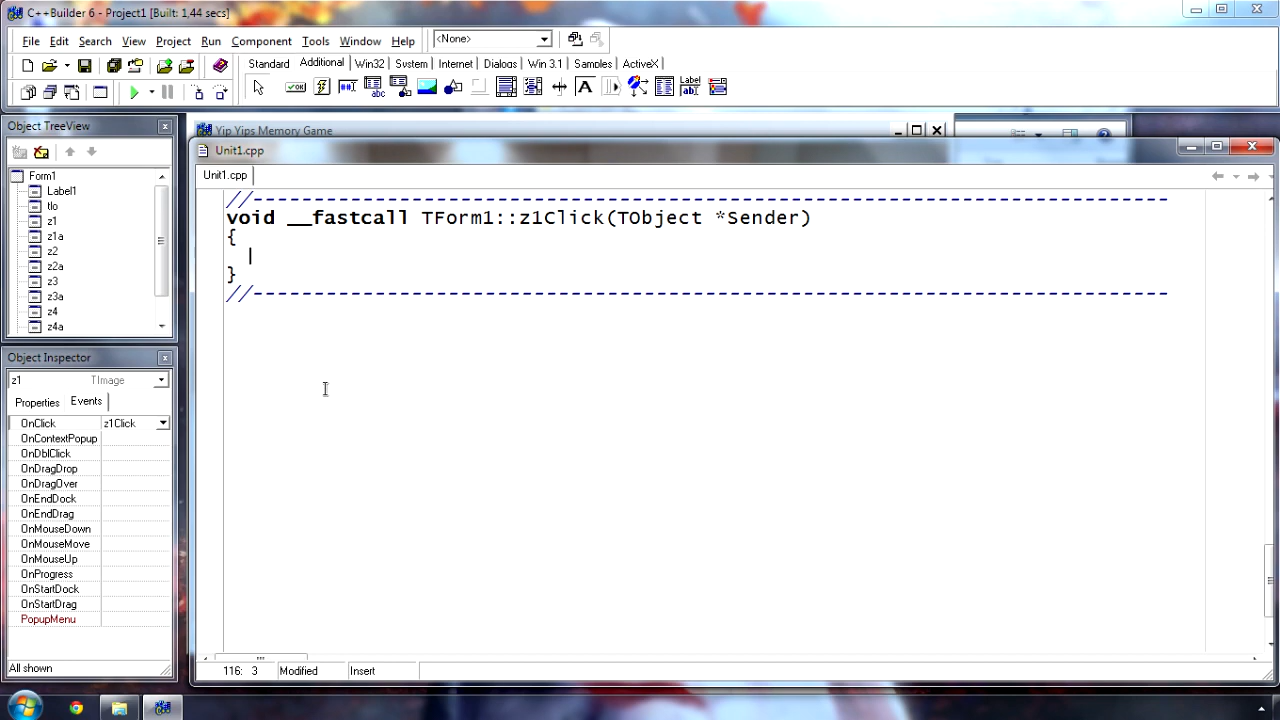 C++Builder 6 - Project1 [Built: 1,44 secs]
File Edit Search View Project Run Component Tools Window Help <None>
Standard Additional Win32 System Internet Dialogs Win 3.1 Samples ActiveX
Object TreeView
Form1
Label1
tlo
z1
z1a
z2
z2a
z3
z3a
z4
z4a
Object Inspector
z1 TImage
Properties Events
OnClick z1Click
OnContextPopup
OnDblClick
OnDragDrop
OnDragOver
OnEndDock
OnEndDrag
OnMouseDown
OnMouseMove
OnMouseUp
OnProgress
OnStartDock
OnStartDrag
PopupMenu
All shown
Yip Yips Memory Game
Unit1.cpp
Unit1.cpp
//---------------------------------------------------------------------------
void __fastcall TForm1::z1Click(TObject *Sender)
{
}
//---------------------------------------------------------------------------
116: 3 Modified Insert